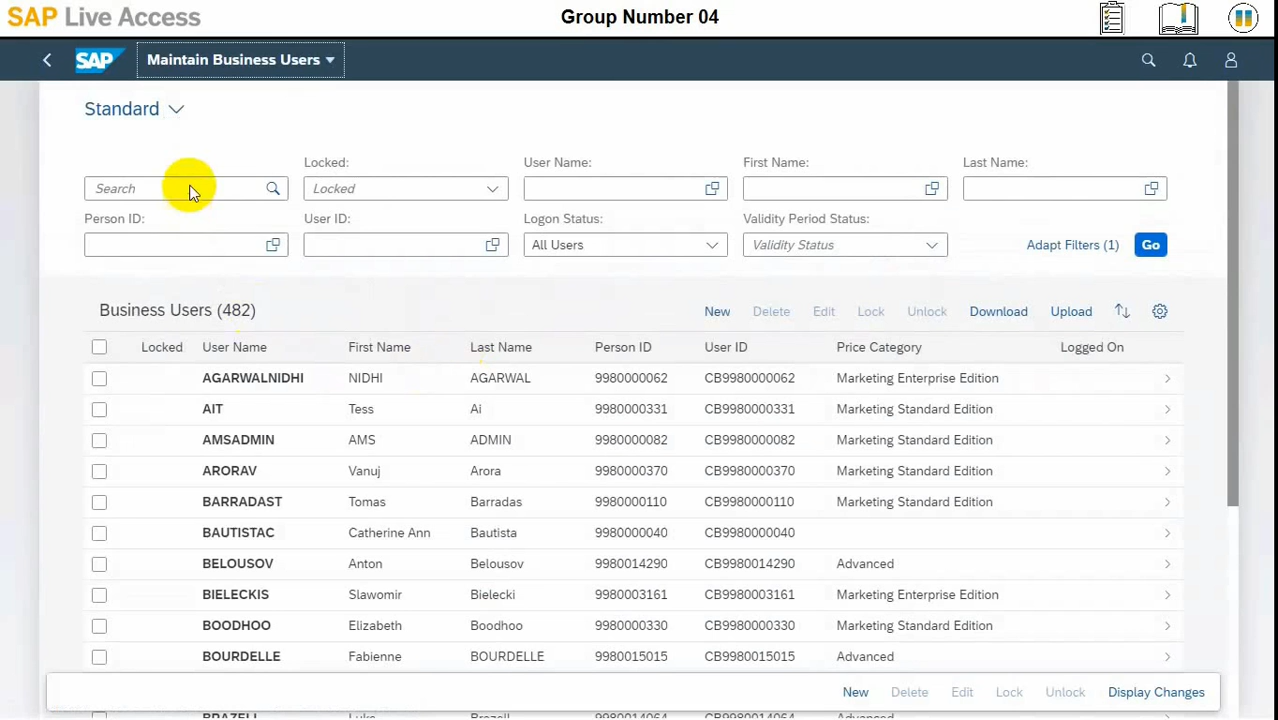 SAP Live Access
Group Number 04
SAP Maintain Business Users
Standard
Locked: User Name: First Name: Last Name:
Search Locked
Person ID: User ID: Logon Status: Validity Period Status:
All Users Validity Status Adapt Filters (1) Go
Business Users (482) New Delete Edit Lock Unlock Download Upload
Locked User Name First Name Last Name Person ID User ID Price Category Logged On
AGARWALNIDHI NIDHI AGARWAL 9980000062 CB9980000062 Marketing Enterprise Edition
AIT Tess Ai 9980000331 CB9980000331 Marketing Standard Edition
AMSADMIN AMS ADMIN 9980000082 CB9980000082 Marketing Standard Edition
ARORAV Vanuj Arora 9980000370 CB9980000370 Marketing Standard Edition
BARRADAST Tomas Barradas 9980000110 CB9980000110 Marketing Standard Edition
BAUTISTAC Catherine Ann Bautista 9980000040 CB9980000040
BELOUSOV Anton Belousov 9980014290 CB9980014290 Advanced
BIELECKIS Slawomir Bielecki 9980003161 CB9980003161 Marketing Enterprise Edition
BOODHOO Elizabeth Boodhoo 9980000330 CB9980000330 Marketing Standard Edition
BOURDELLE Fabienne BOURDELLE 9980015015 CB9980015015 Advanced
New Delete Edit Lock Unlock Display Changes